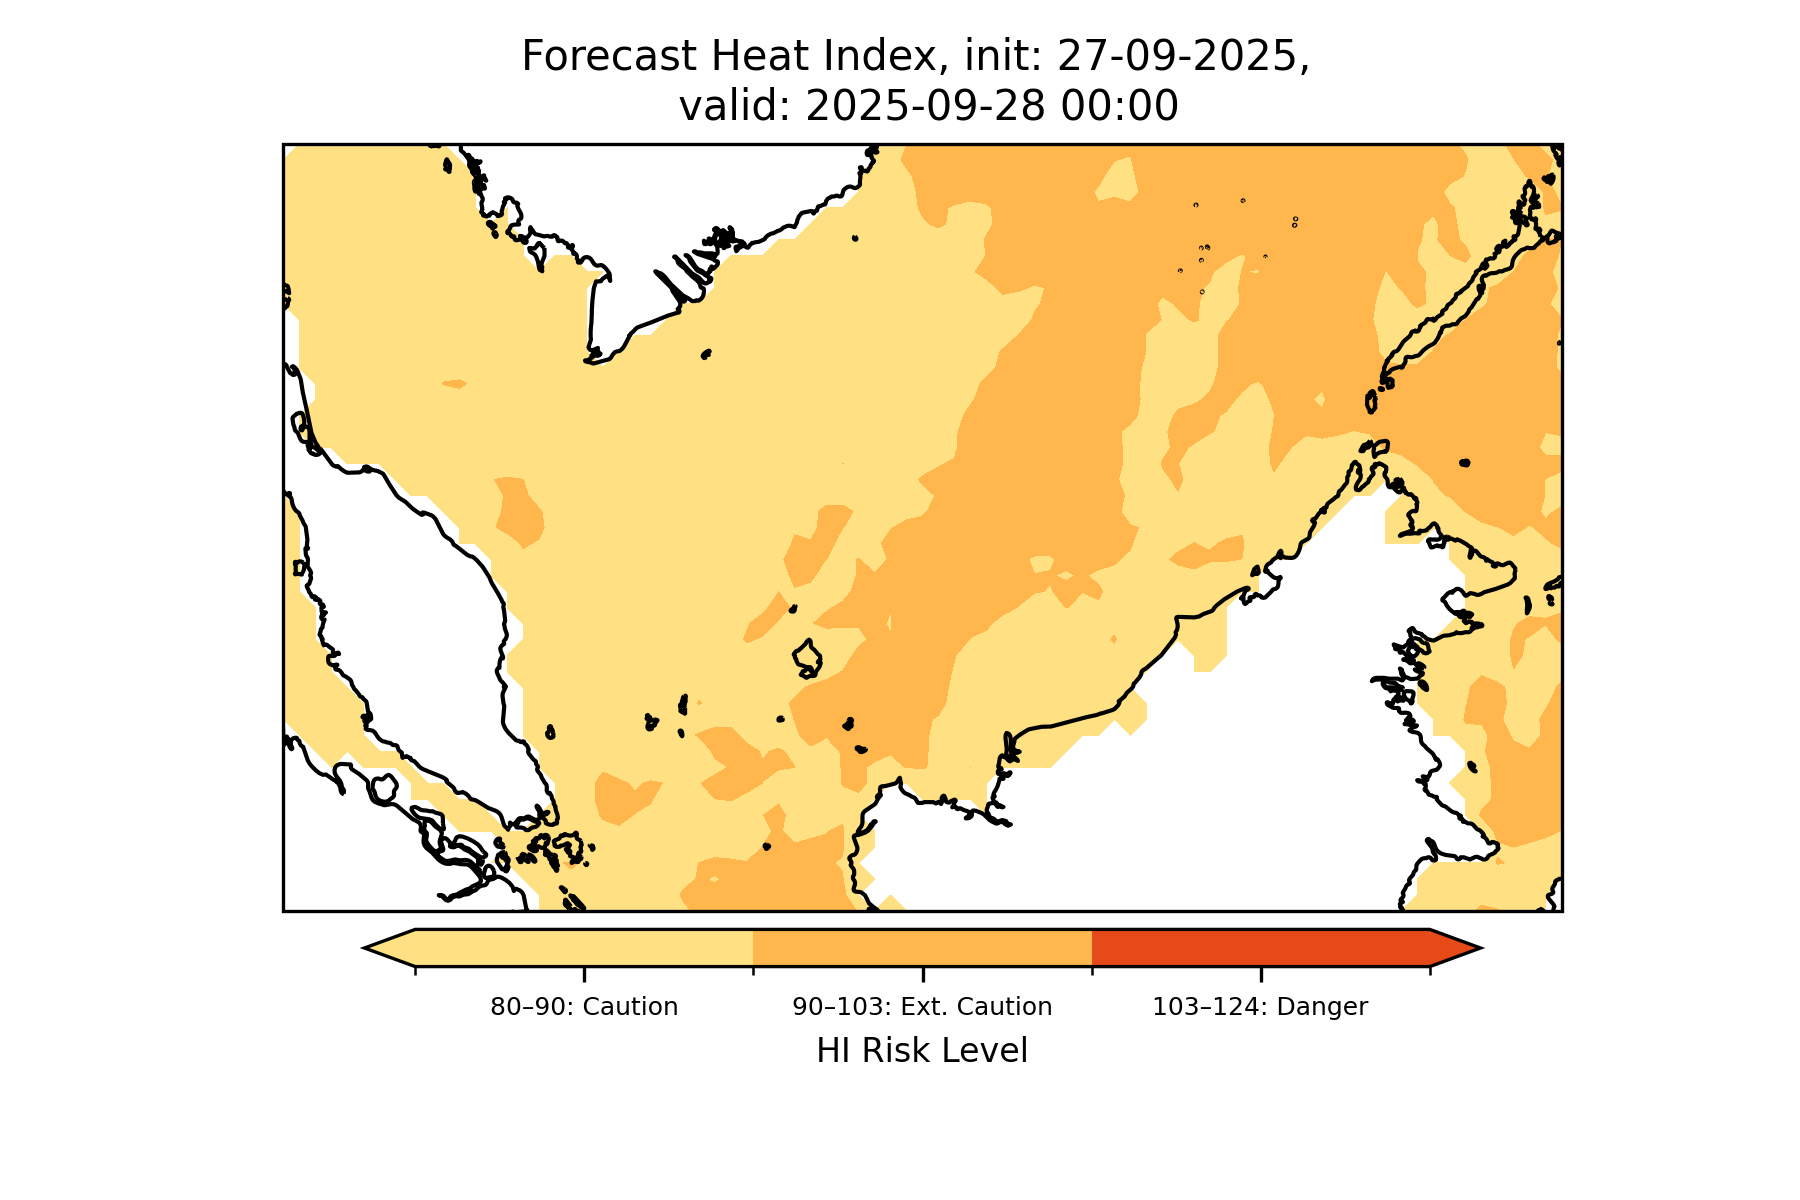 Forecast Heat Index, init: 27-09-2025,
valid: 2025-09-28 00:00
80–90: Caution
90–103: Ext. Caution
103–124: Danger
HI Risk Level